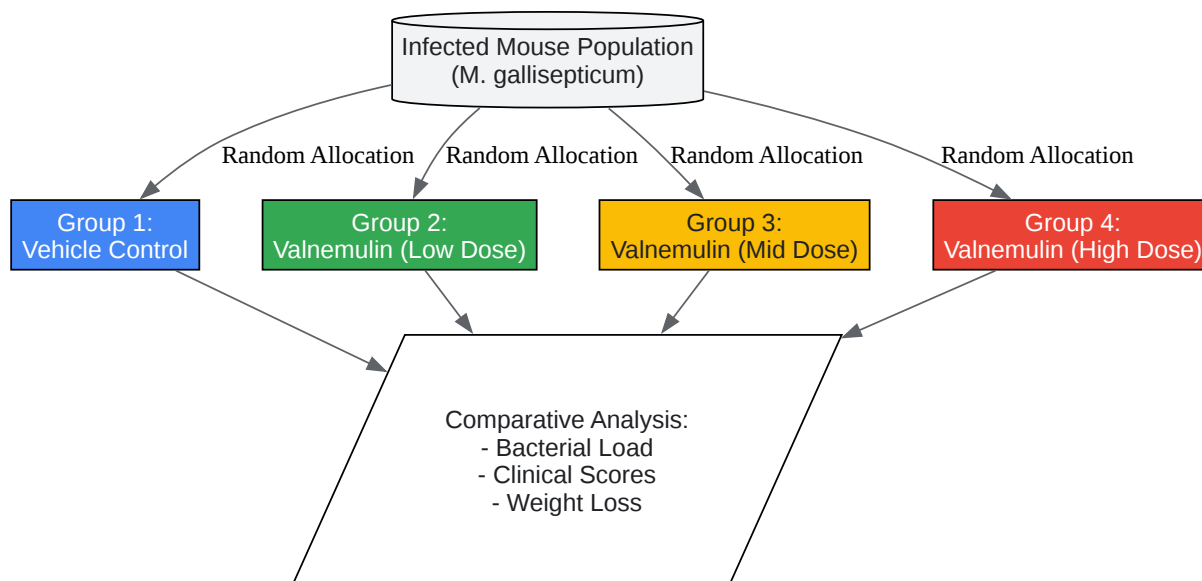 Infected Mouse Population
(M. gallisepticum)
Random Allocation
Random Allocation
Random Allocation
Random Allocation
Group 1:
Vehicle Control
Group 2:
Valnemulin (Low Dose)
Group 3:
Valnemulin (Mid Dose)
Group 4:
Valnemulin (High Dose)
Comparative Analysis:
- Bacterial Load
- Clinical Scores
- Weight Loss